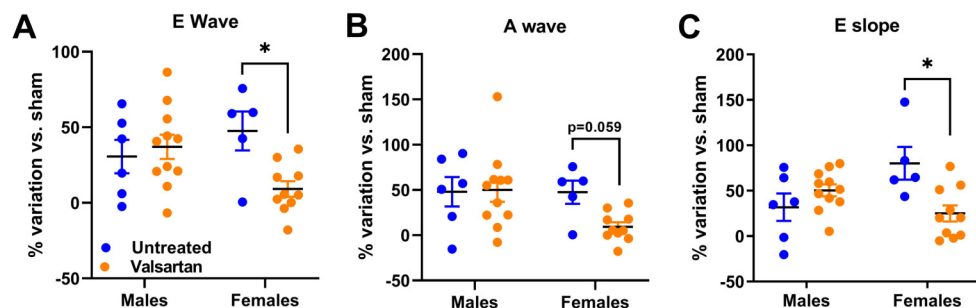 A
E Wave
% variation vs. sham
100
50
0
-50
*
Untreated
Valsartan
Males
Females
B
A wave
% variation vs. sham
200
150
100
50
0
-50
p=0.059
Males
Females
C
E slope
% variation vs. sham
200
150
100
50
0
-50
*
Males
Females